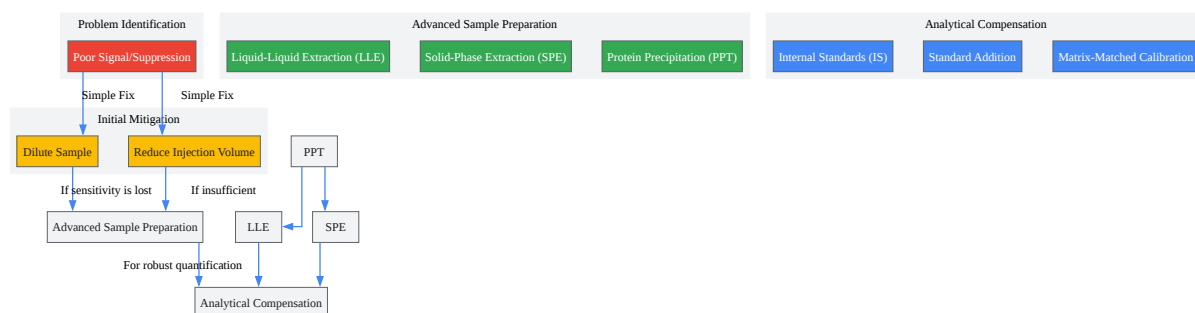 Problem Identification
Advanced Sample Preparation
Analytical Compensation
Poor Signal/Suppression
Liquid-Liquid Extraction (LLE)
Solid-Phase Extraction (SPE)
Protein Precipitation (PPT)
Internal Standards (IS)
Standard Addition
Matrix-Matched Calibration
Simple Fix
Simple Fix
Initial Mitigation
Dilute Sample
Reduce Injection Volume
PPT
If sensitivity is lost
If insufficient
Advanced Sample Preparation
LLE
SPE
For robust quantification
Analytical Compensation